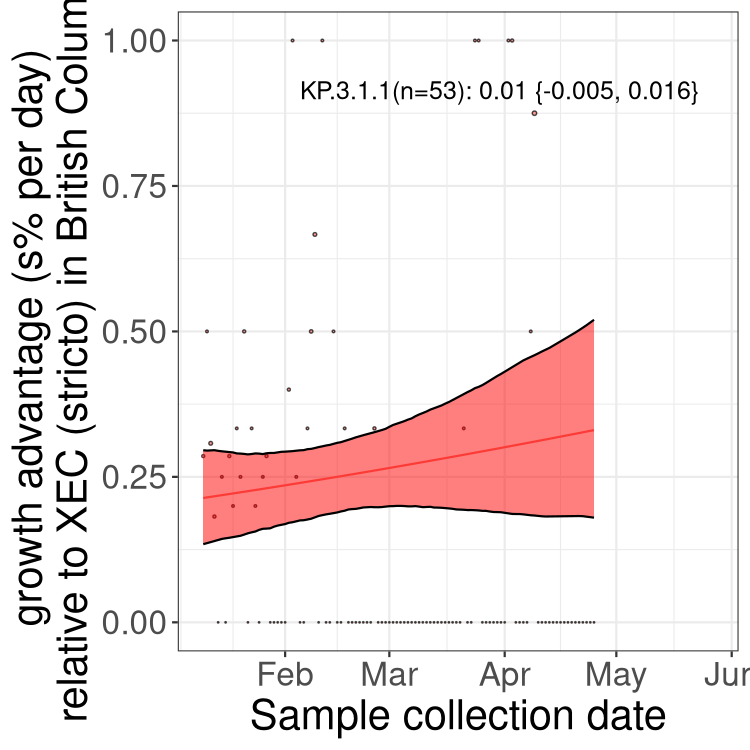 growth advantage (s% per day)
relative to XEC (stricto) in British Colum
1.00
0.75
0.50
0.25
0.00
KP.3.1.1(n=53): 0.01 {-0.005, 0.016}
Feb Mar Apr May Jun
Sample collection date